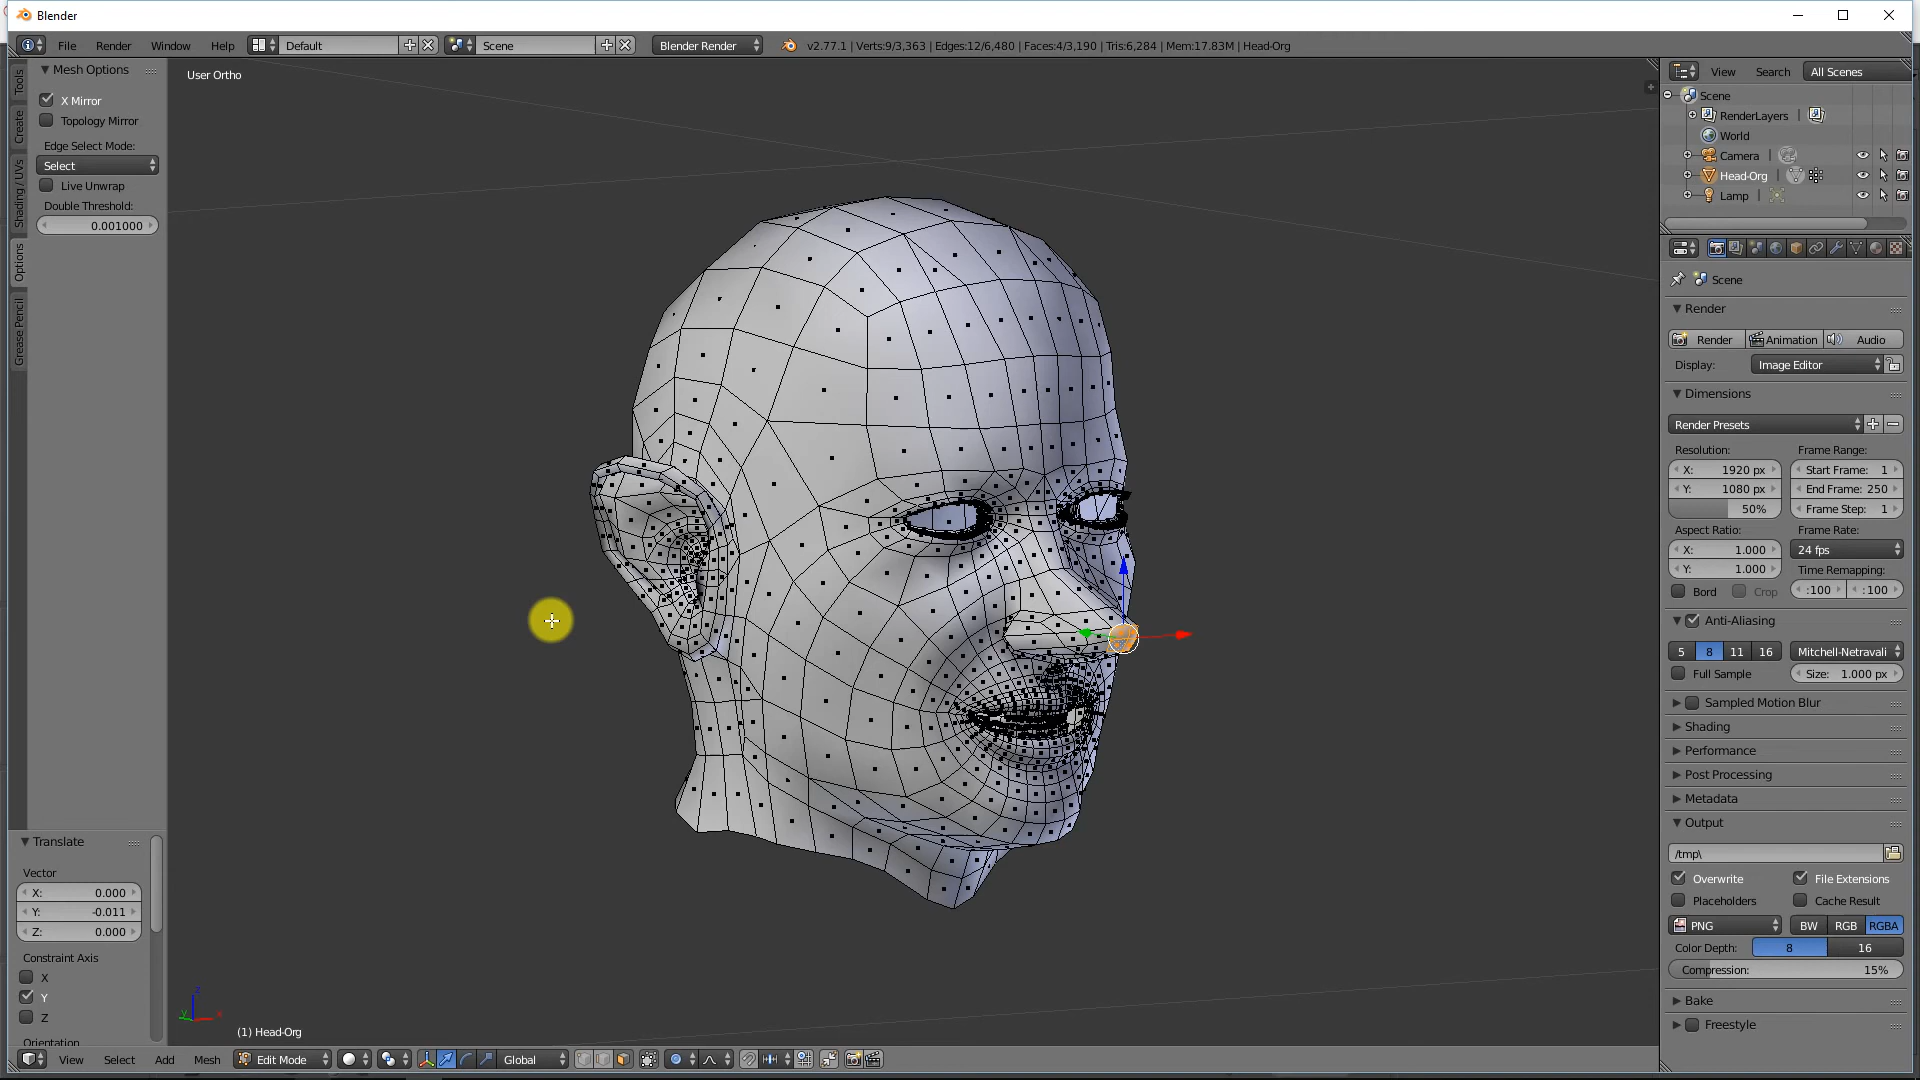 Blender
File Render Window Help Default Scene Blender Render v2.77.1 | Verts:9/3,363 | Edges:12/6,480 | Faces:4/3,190 | Tris:6,284 | Mem:17.83M | Head-Org
Tools
Create
Shading / UVs
Options
Grease Pencil
Mesh Options
X Mirror
Topology Mirror
Edge Select Mode:
Select
Live Unwrap
Double Threshold:
0.001000
Translate
Vector
X: 0.000
Y: -0.011
Z: 0.000
Constraint Axis
X
Y
Z
Orientation
User Ortho
z
y
x
(1) Head-Org
View Select Add Mesh Edit Mode Global
View Search All Scenes
Scene
RenderLayers |
World
Camera |
Head-Org |
Lamp |
Scene
Render
Render Animation Audio
Display: Image Editor
Dimensions
Render Presets
Resolution: Frame Range:
X: 1920 px Start Frame: 1
Y: 1080 px End Frame: 250
50% Frame Step: 1
Aspect Ratio: Frame Rate:
X: 1.000 24 fps
Y: 1.000 Time Remapping:
Bord Crop :100 :100
Anti-Aliasing
5 8 11 16 Mitchell-Netravali
Full Sample Size: 1.000 px
Sampled Motion Blur
Shading
Performance
Post Processing
Metadata
Output
/tmp\
Overwrite File Extensions
Placeholders Cache Result
PNG BW RGB RGBA
Color Depth: 8 16
Compression: 15%
Bake
Freestyle